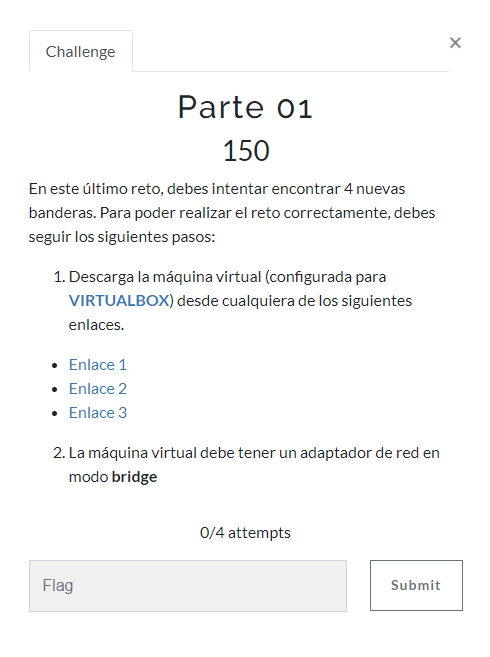 Challenge
×
Parte 01
150
En este último reto, debes intentar encontrar 4 nuevas
banderas. Para poder realizar el reto correctamente, debes
seguir los siguientes pasos:
1. Descarga la máquina virtual (configurada para
VIRTUALBOX) desde cualquiera de los siguientes
enlaces.
• Enlace 1
• Enlace 2
• Enlace 3
2. La máquina virtual debe tener un adaptador de red en
modo bridge
0/4 attempts
Flag
Submit